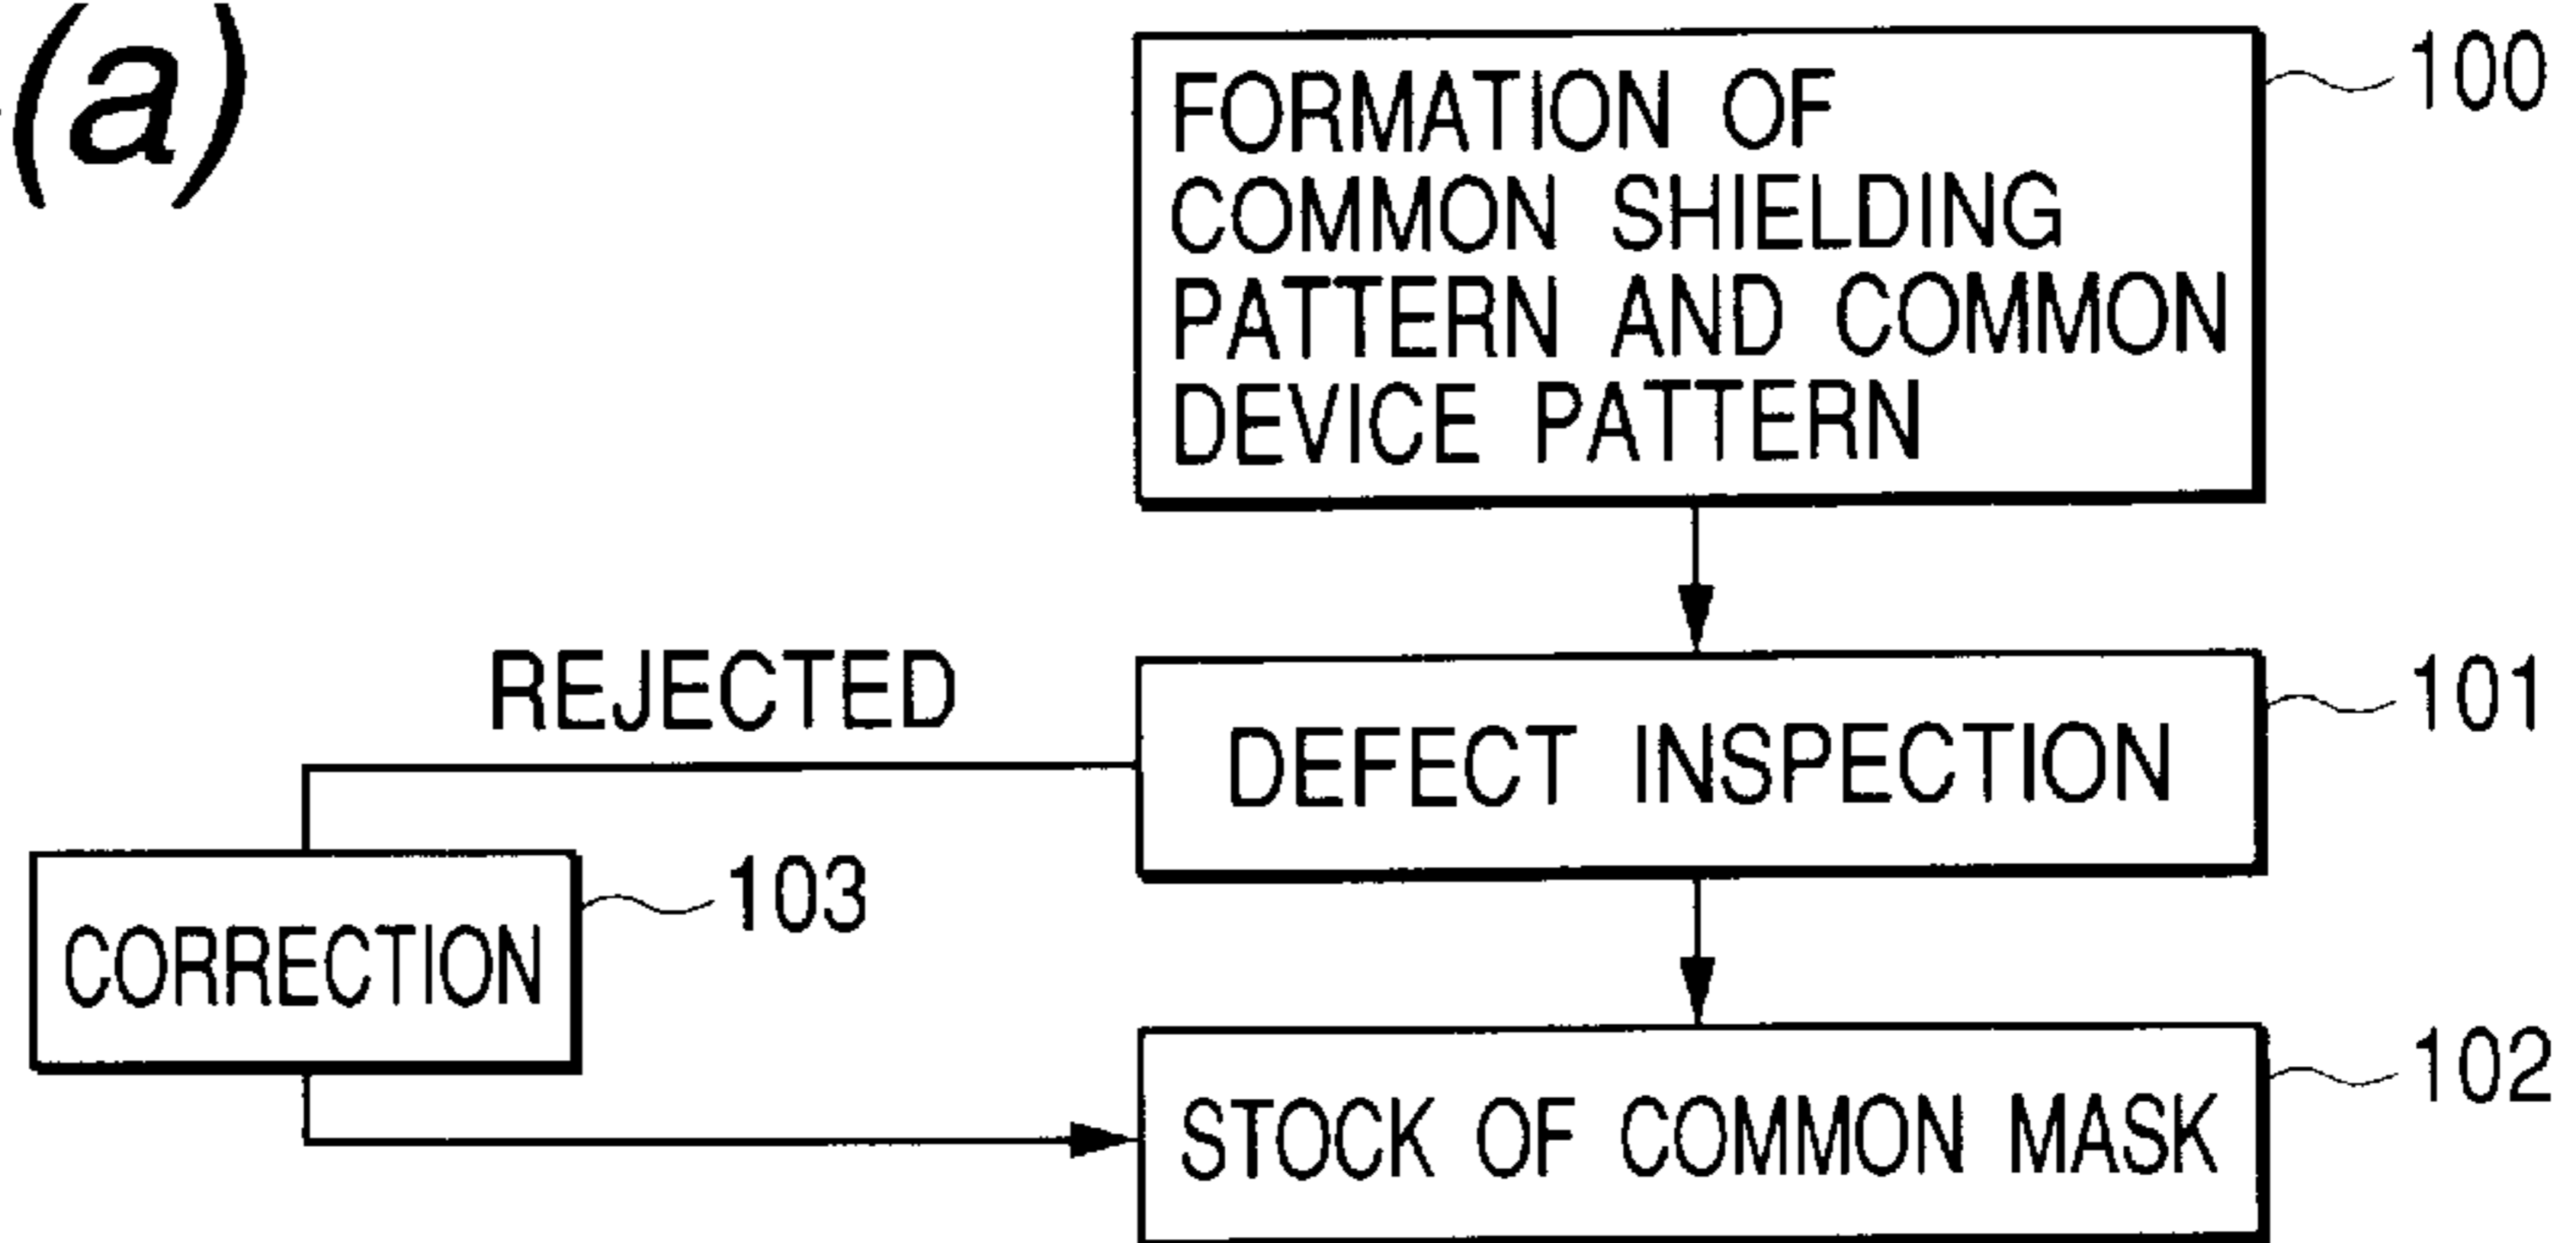 (a)
FORMATION OF
COMMON SHIELDING
PATTERN AND COMMON
DEVICE PATTERN
100
REJECTED
DEFECT INSPECTION
101
CORRECTION
103
STOCK OF COMMON MASK
102